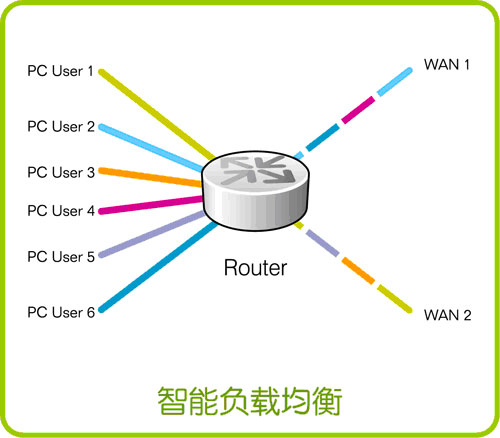 PC User 1
WAN 1
PC User 2
PC User 3
PC User 4
PC User 5
Router
PC User 6
WAN 2
智能负载均衡